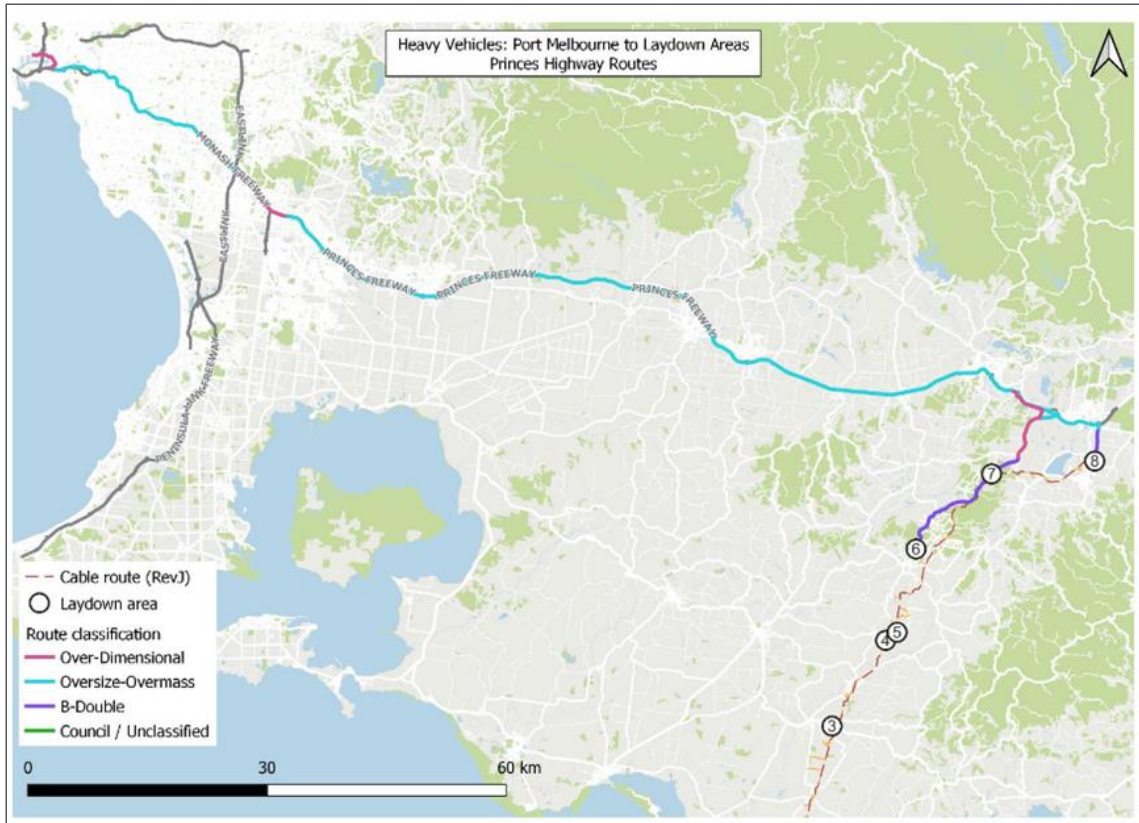 Heavy Vehicles: Port Melbourne to Laydown Areas
Princes Highway Routes
EASTLINK
MONASH FREEWAY
EASTLINK
PRINCES FREEWAY
PRINCES FREEWAY
PRINCES FREEWAY
PENINSULA LINK FREEWAY
8
7
6
5
4
3
Cable route (RevJ)
Laydown area
Route classification
Over-Dimensional
Oversize-Overmass
B-Double
Council / Unclassified
0 30 60 km